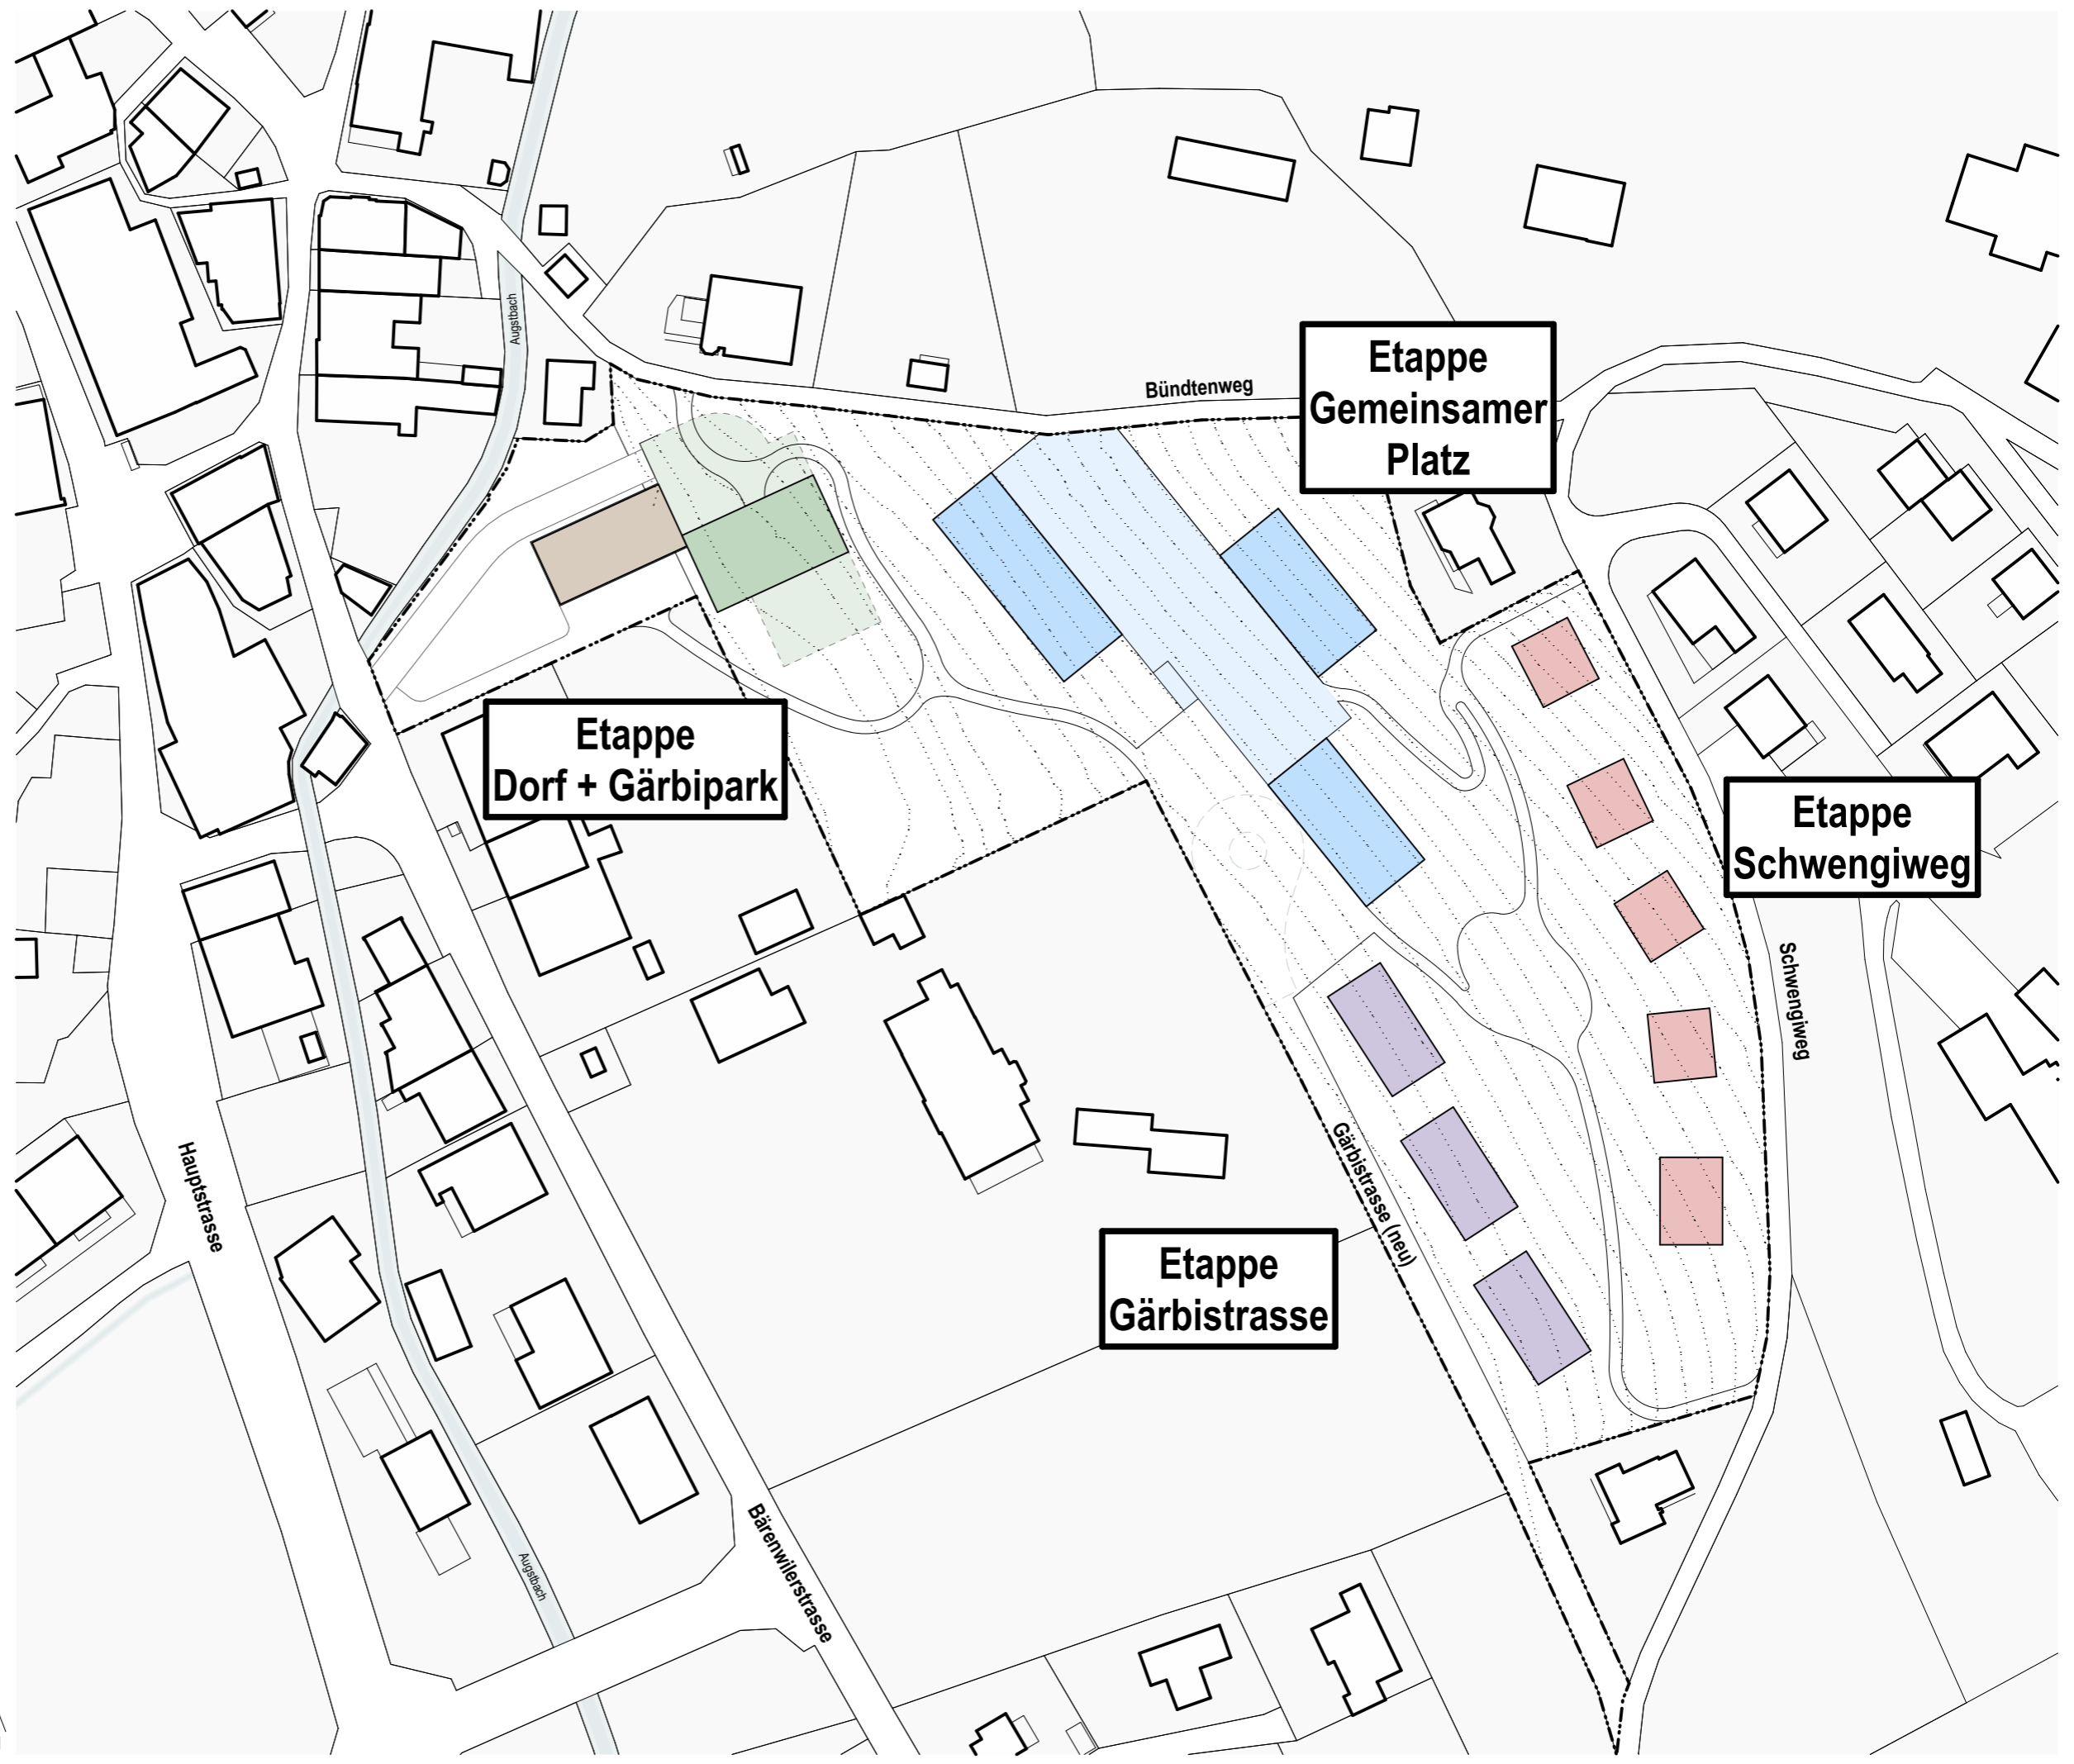 Augstbach
Bündtenweg
Etappe
Gemeinsamer
Platz
Etappe
Dorf + Gärbipark
Etappe
Schwengiweg
Schwengiweg
Hauptstrasse
Gärbistrasse (neu)
Etappe
Gärbistrasse
Augstbach
Bärenwilerstrasse